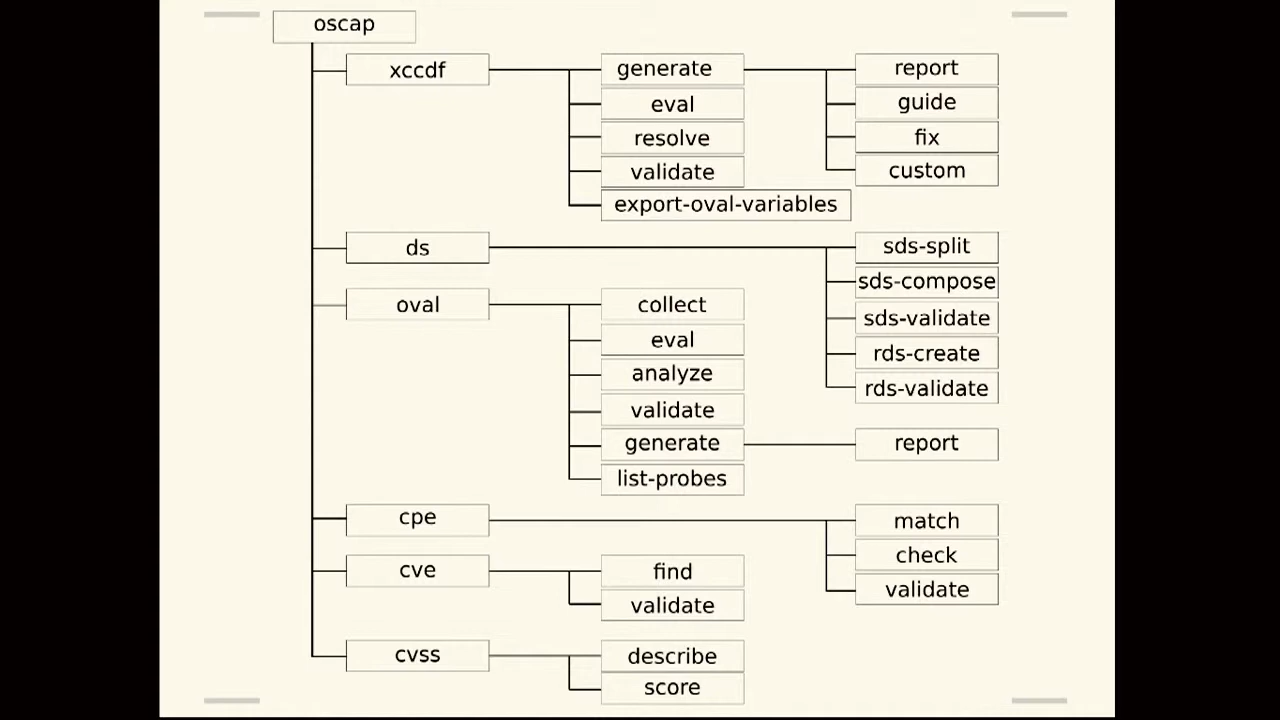 oscap
xccdf
generate
report
eval
guide
resolve
fix
validate
custom
export-oval-variables
ds
sds-split
sds-compose
sds-validate
rds-create
rds-validate
oval
collect
eval
analyze
validate
generate
report
list-probes
cpe
match
check
validate
cve
find
validate
cvss
describe
score